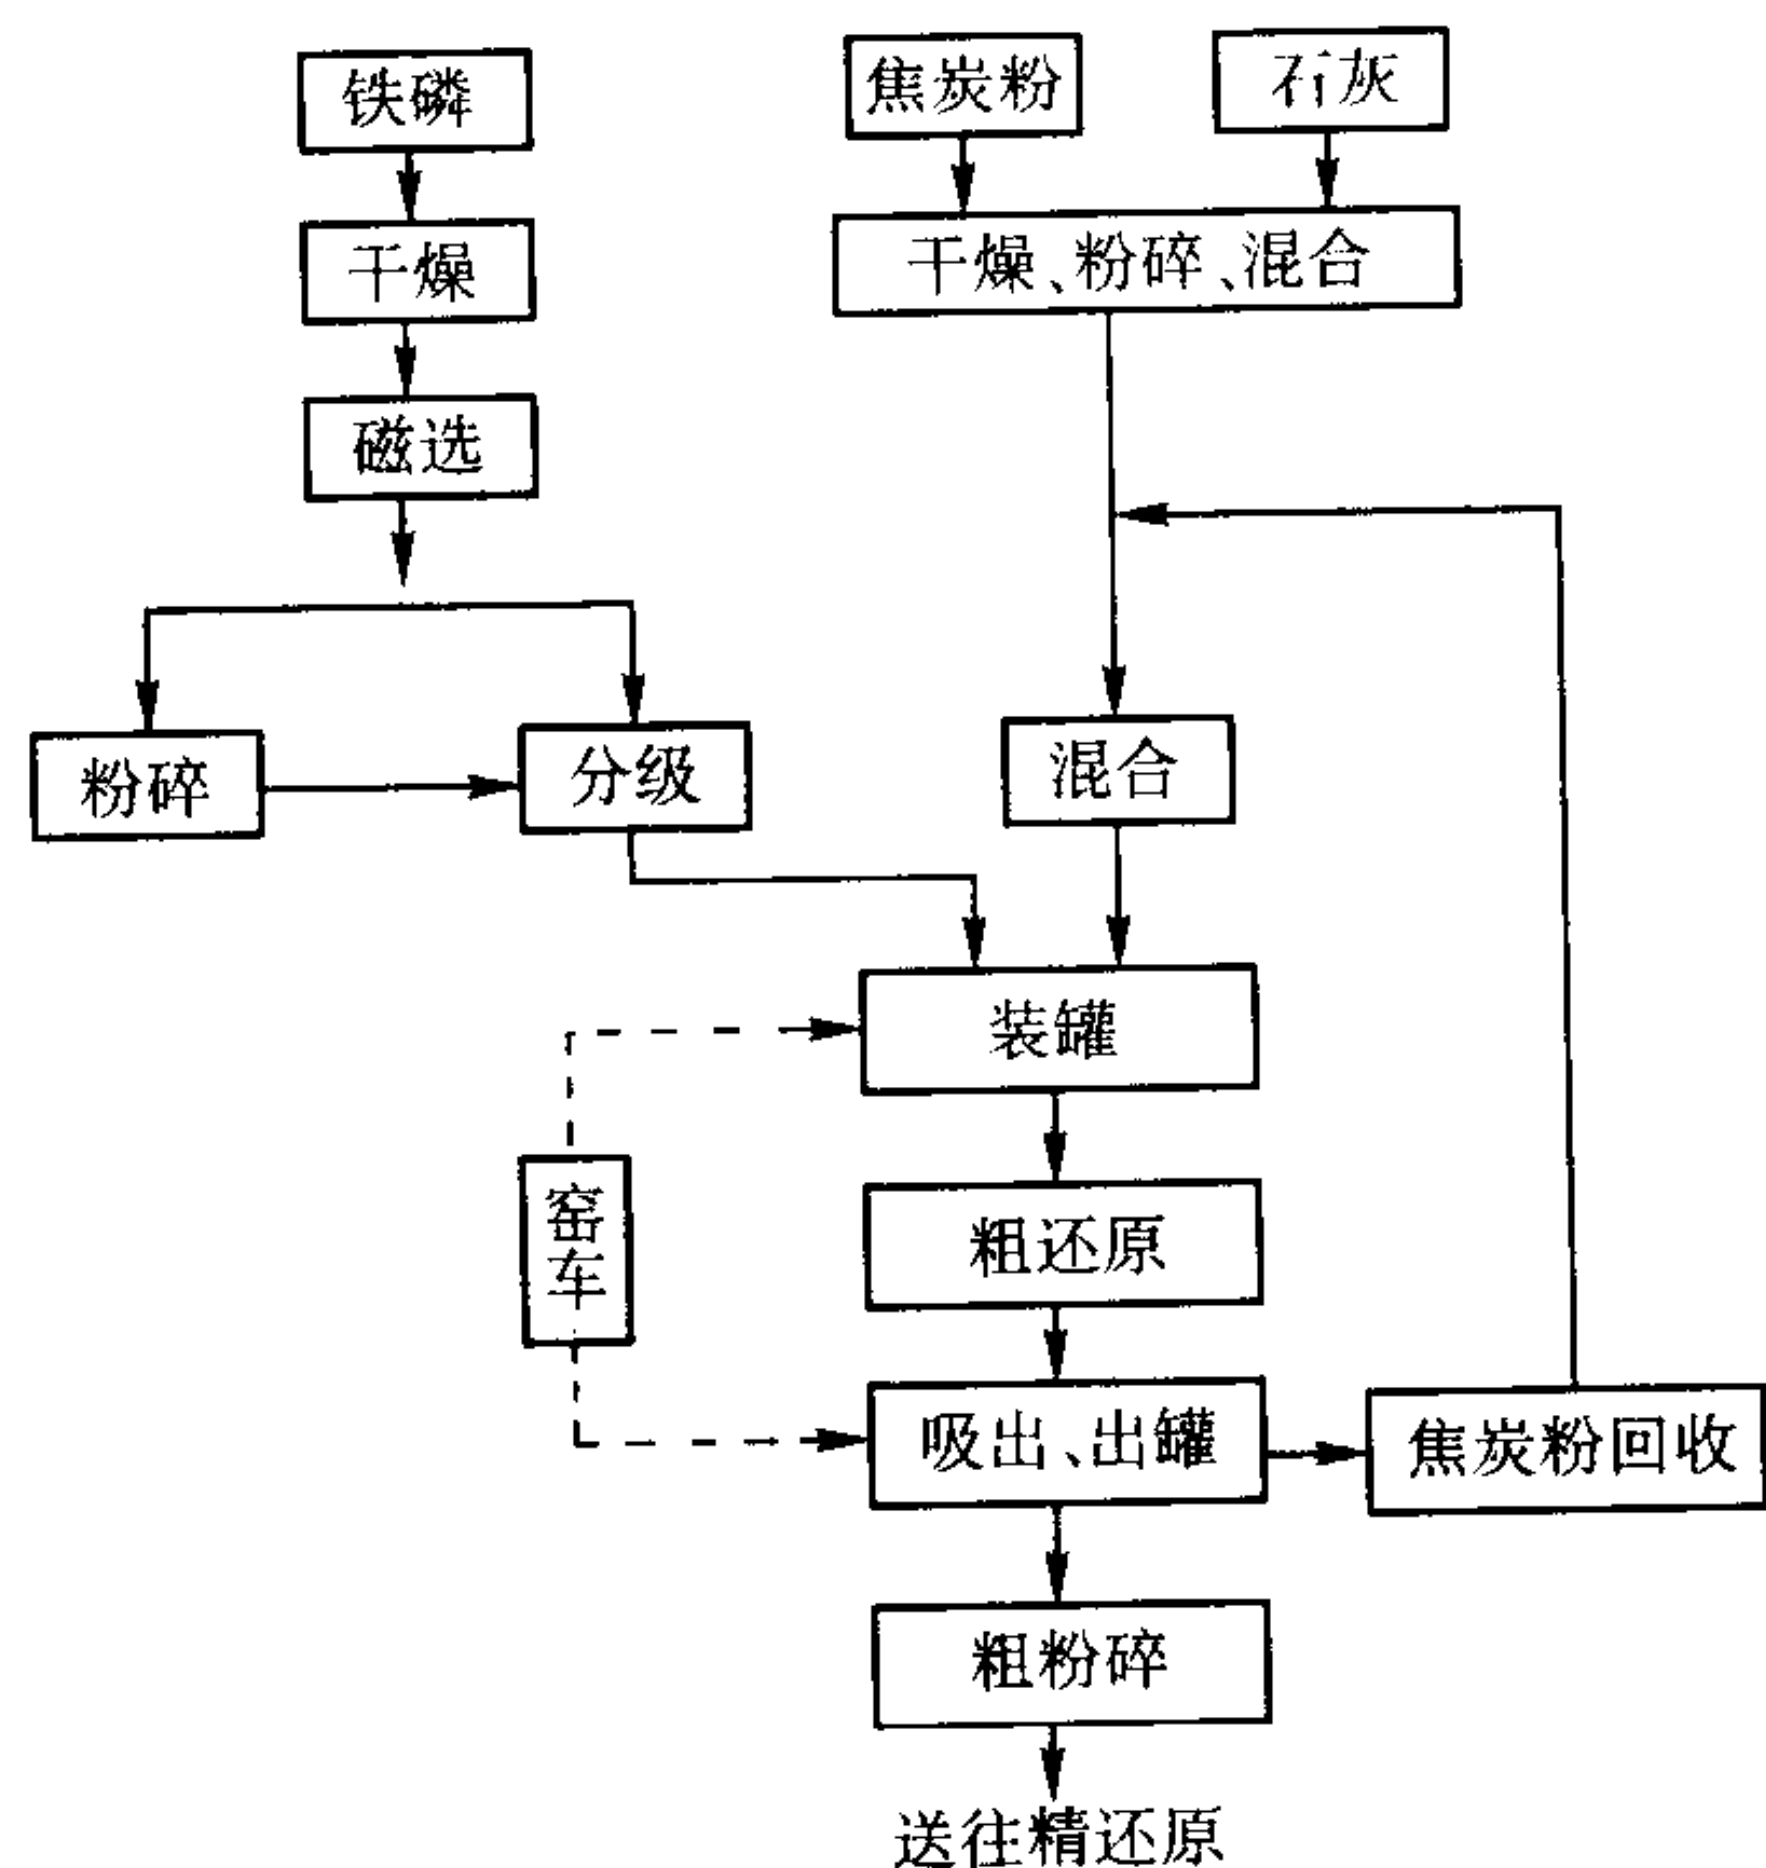 铁磷
焦炭粉
石灰
干燥
干燥、粉碎、混合
磁选
粉碎
分级
混合
装罐
窑车
粗还原
吸出、出罐
焦炭粉回收
粗粉碎
送往精还原